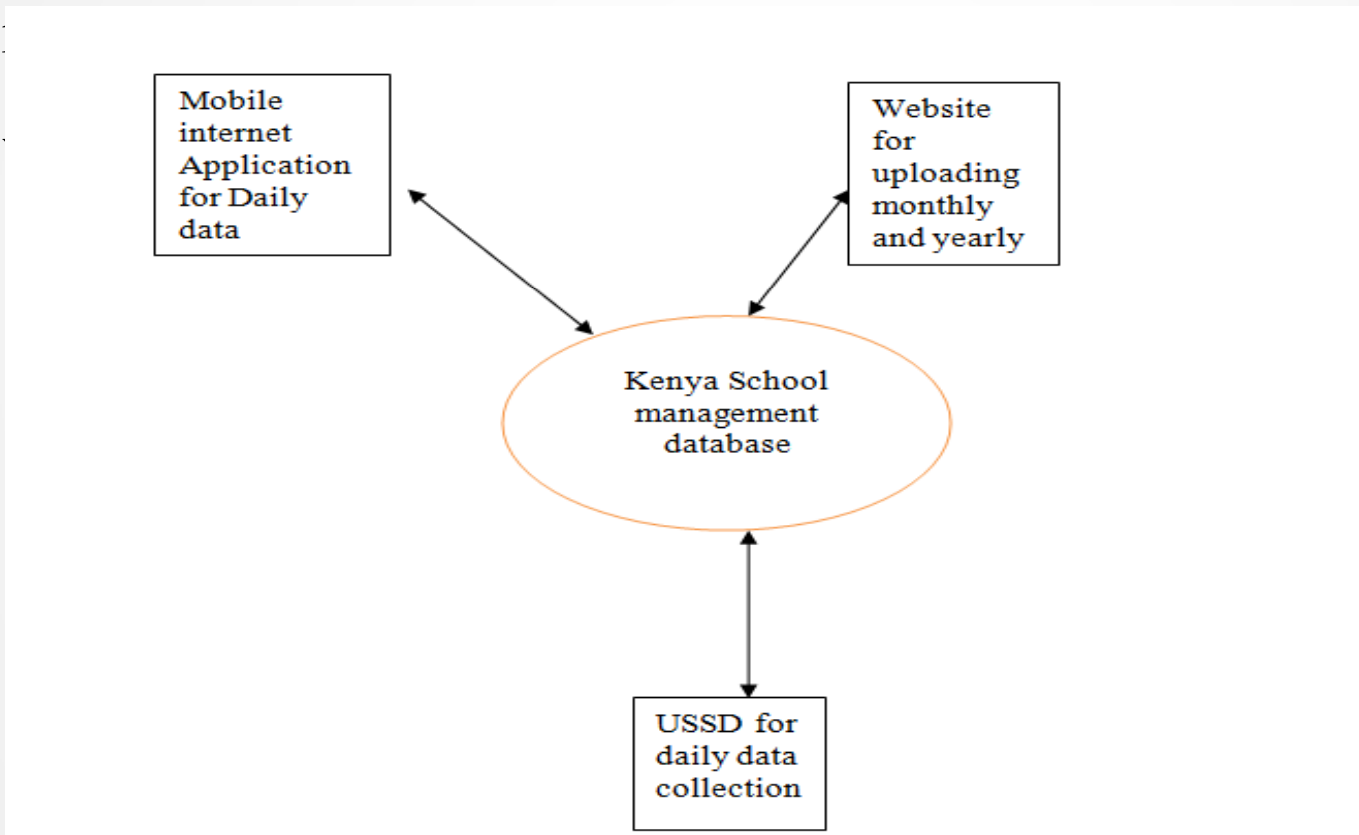 Mobile
internet
Application
for Daily
data
Website
for
uploading
monthly
and yearly
Kenya School
management
database
USSD for
daily data
collection